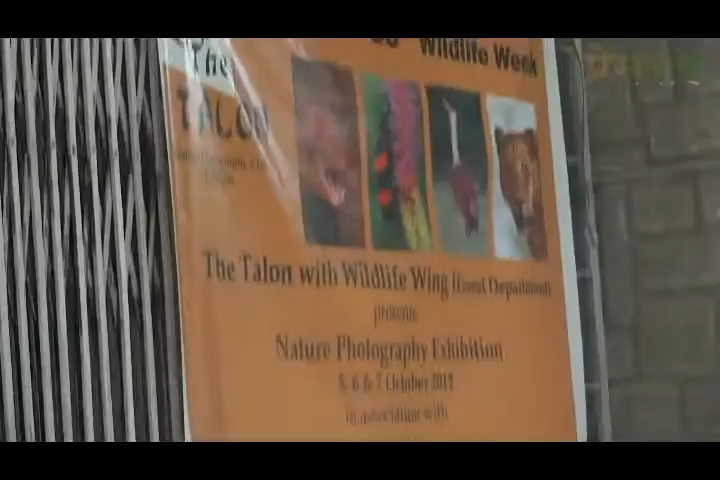 Wildlife Week
The
TALON
The Talon with Wildlife Wing (Forest Department)
presents
Nature Photography Exhibition
5, 6 & 7 October 2012
in association with